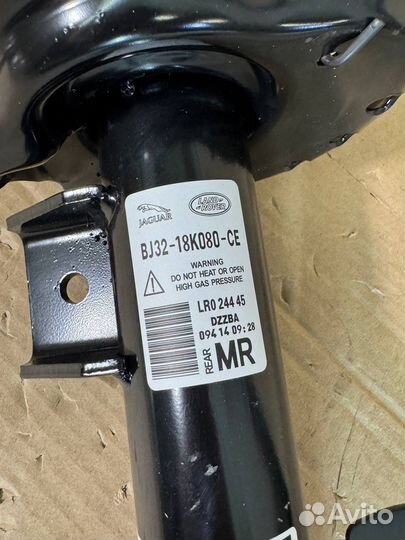 JAGUAR
LAND ROVER
BJ32-18K080-CE
WARNING
DO NOT HEAT OR OPEN
HIGH GAS PRESSURE
LR0 244 45
DZZBA
094 14 09:28
REAR MR
Avito